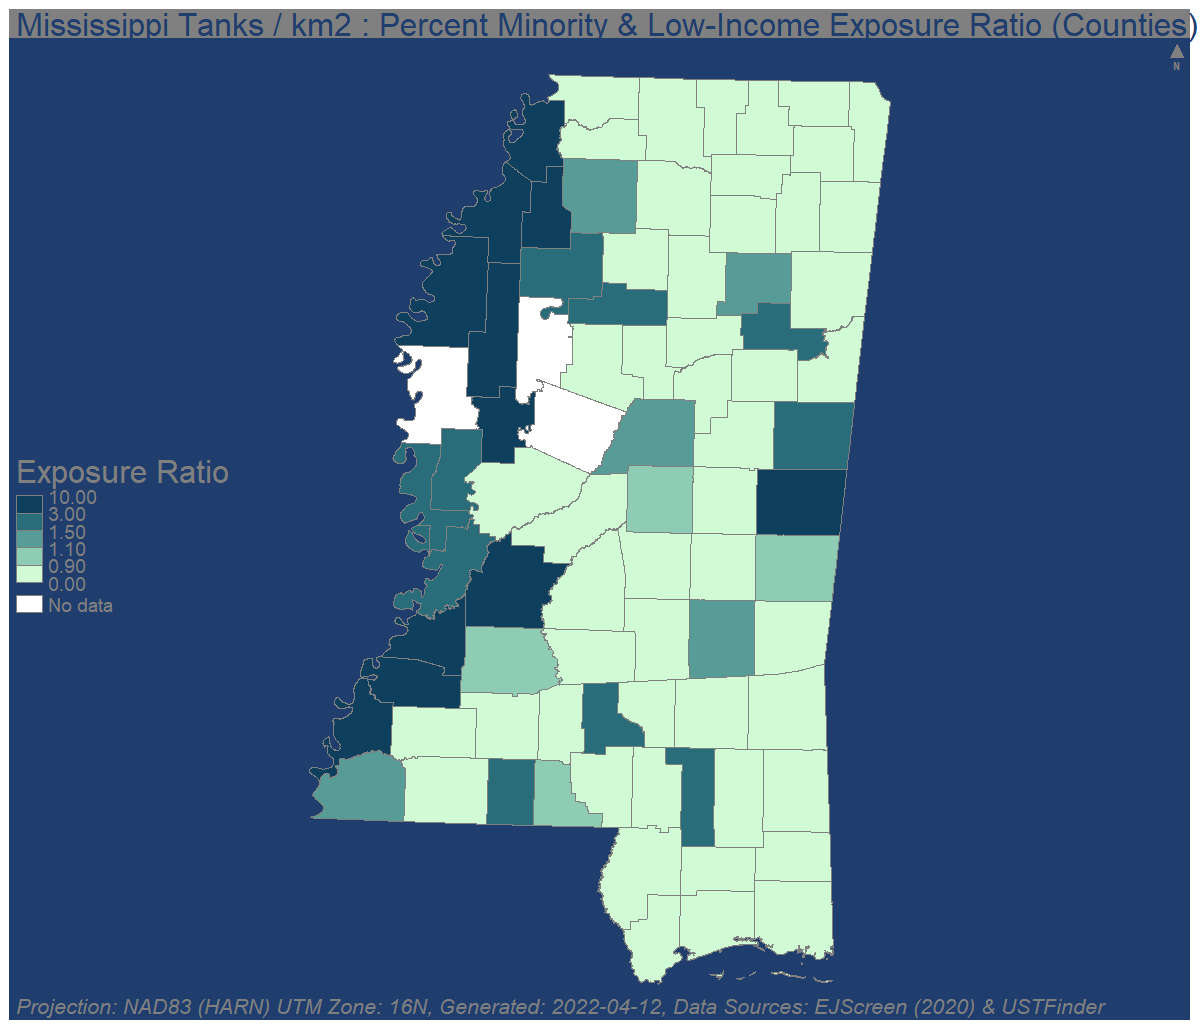 Mississippi Tanks / km2 : Percent Minority & Low-Income Exposure Ratio (Counties)
N
Exposure Ratio
10.00
3.00
1.50
1.10
0.90
0.00
No data
Projection: NAD83 (HARN) UTM Zone: 16N, Generated: 2022-04-12, Data Sources: EJScreen (2020) & USTFinder